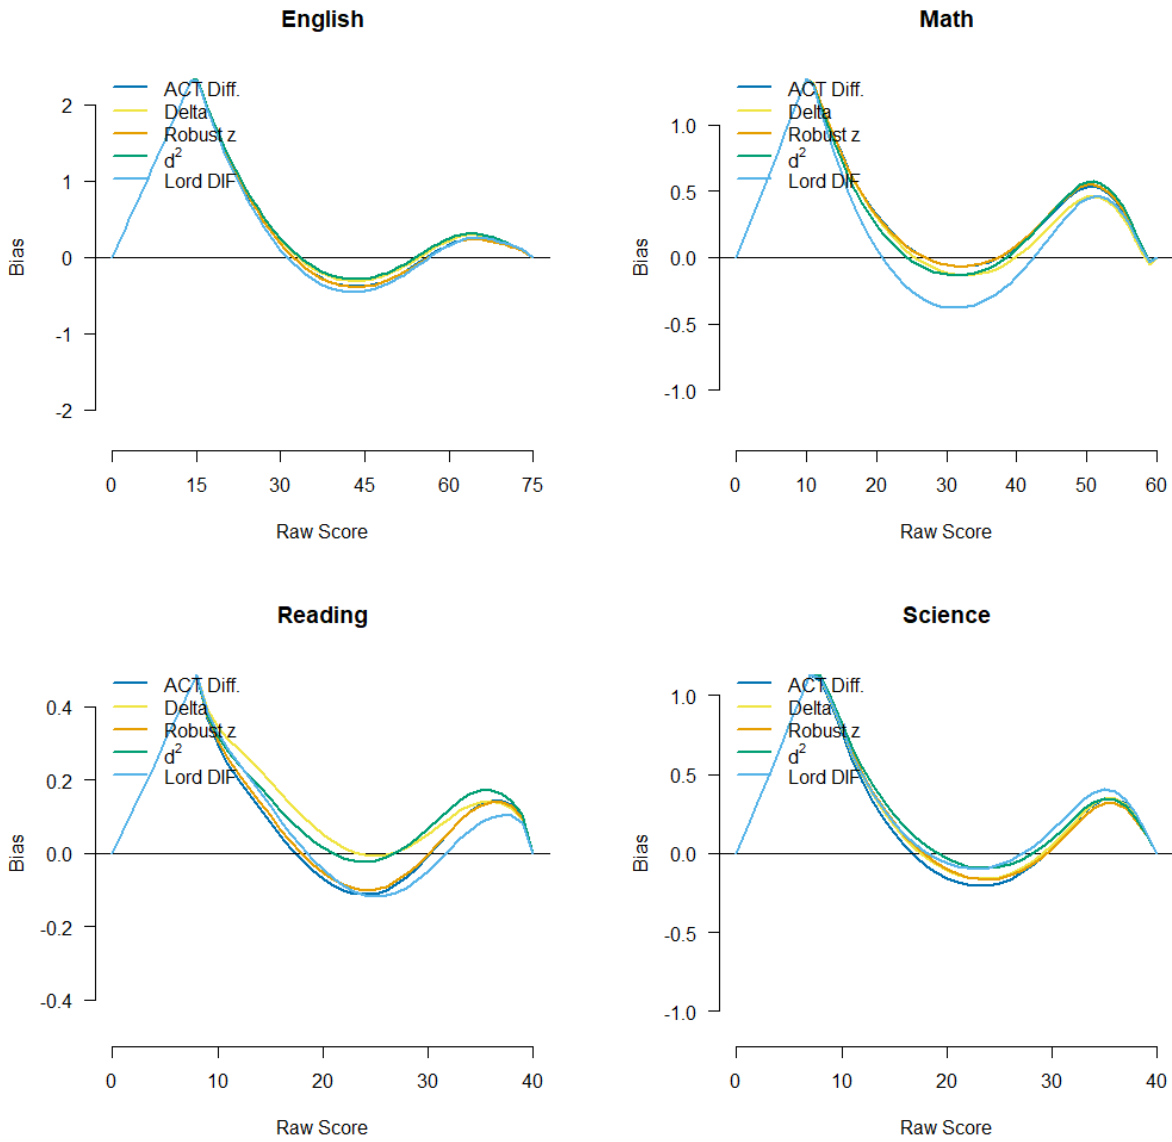 English
ACT Diff.
Delta
Robust z
d²
Lord DIF
2
1
0
-1
-2
Bias
0 15 30 45 60 75
Raw Score
Math
ACT Diff.
Delta
Robust z
d²
Lord DIF
1.0
0.5
0.0
-0.5
-1.0
Bias
0 10 20 30 40 50 60
Raw Score
Reading
ACT Diff.
Delta
Robust z
d²
Lord DIF
0.4
0.2
0.0
-0.2
-0.4
Bias
0 10 20 30 40
Raw Score
Science
ACT Diff.
Delta
Robust z
d²
Lord DIF
1.0
0.5
0.0
-0.5
-1.0
Bias
0 10 20 30 40
Raw Score